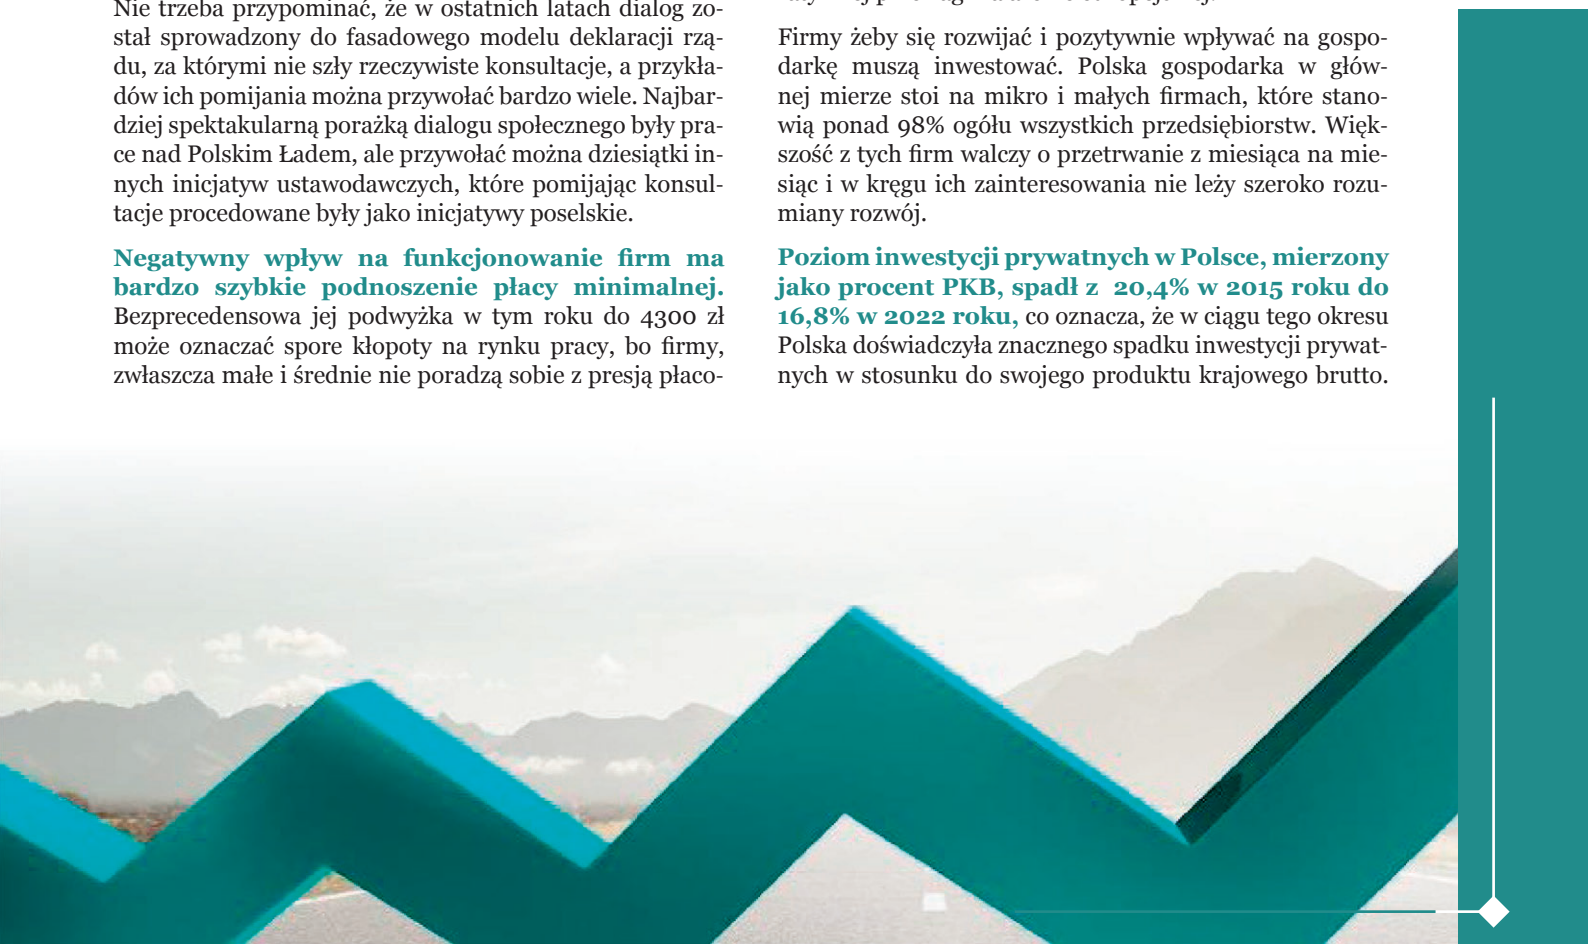 Nie trzeba przypominać, że w ostatnich latach dialog zo-
stał sprowadzony do fasadowego modelu deklaracji rzą-
du, za którymi nie szły rzeczywiste konsultacje, a przykła-
dów ich pomijania można przywołać bardzo wiele. Najbar-
dziej spektakularną porażką dialogu społecznego były pra-
ce nad Polskim Ładem, ale przywołać można dziesiątki in-
nych inicjatyw ustawodawczych, które pomijając konsul-
tacje procedowane były jako inicjatywy poselskie.
Negatywny wpływ na funkcjonowanie firm ma
bardzo szybkie podnoszenie płacy minimalnej.
Bezprecedensowa jej podwyżka w tym roku do 4300 zł
może oznaczać spore kłopoty na rynku pracy, bo firmy,
zwłaszcza małe i średnie nie poradzą sobie z presją płaco-
Firmy żeby się rozwijać i pozytywnie wpływać na gospo-
darkę muszą inwestować. Polska gospodarka w głów-
nej mierze stoi na mikro i małych firmach, które stano-
wią ponad 98% ogółu wszystkich przedsiębiorstw. Więk-
szość z tych firm walczy o przetrwanie z miesiąca na mie-
siąc i w kręgu ich zainteresowania nie leży szeroko rozu-
miany rozwój.
Poziom inwestycji prywatnych w Polsce, mierzony
jako procent PKB, spadł z 20,4% w 2015 roku do
16,8% w 2022 roku, co oznacza, że w ciągu tego okresu
Polska doświadczyła znacznego spadku inwestycji prywat-
nych w stosunku do swojego produktu krajowego brutto.